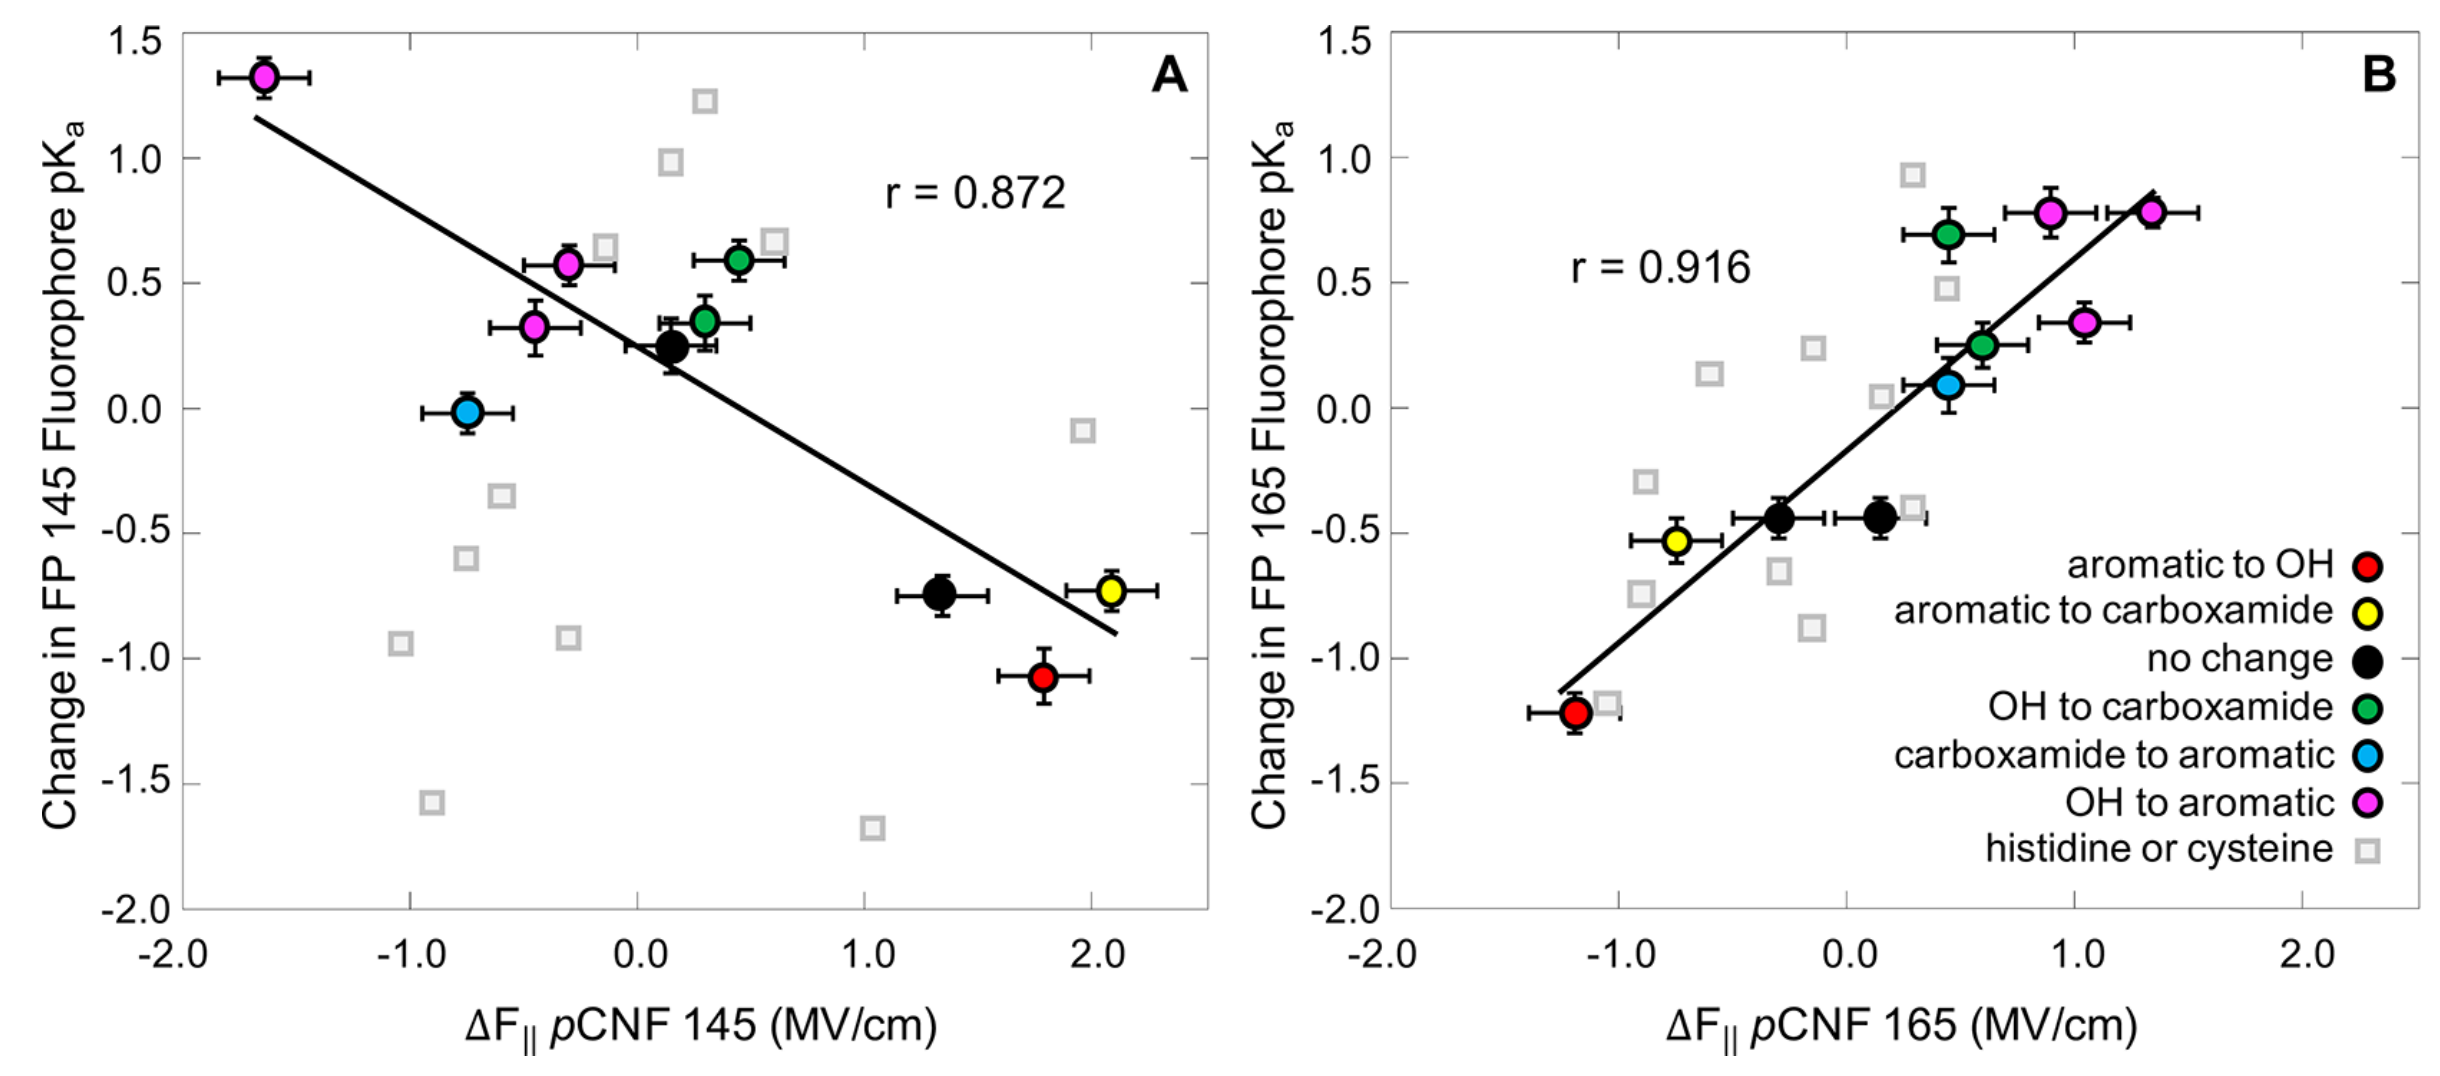 A
Change in FP 145 Fluorophore pKa
1.5
1.0
0.5
0.0
-0.5
-1.0
-1.5
-2.0
r = 0.872
-2.0 -1.0 0.0 1.0 2.0
ΔF|| pCNF 145 (MV/cm)
B
Change in FP 165 Fluorophore pKa
1.5
1.0
0.5
0.0
-0.5
-1.0
-1.5
-2.0
r = 0.916
aromatic to OH
aromatic to carboxamide
no change
OH to carboxamide
carboxamide to aromatic
OH to aromatic
histidine or cysteine
-2.0 -1.0 0.0 1.0 2.0
ΔF|| pCNF 165 (MV/cm)